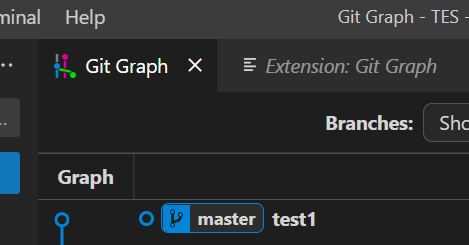 minal Help Git Graph - TES -
Git Graph Extension: Git Graph
Branches: Sho
Graph
master test1